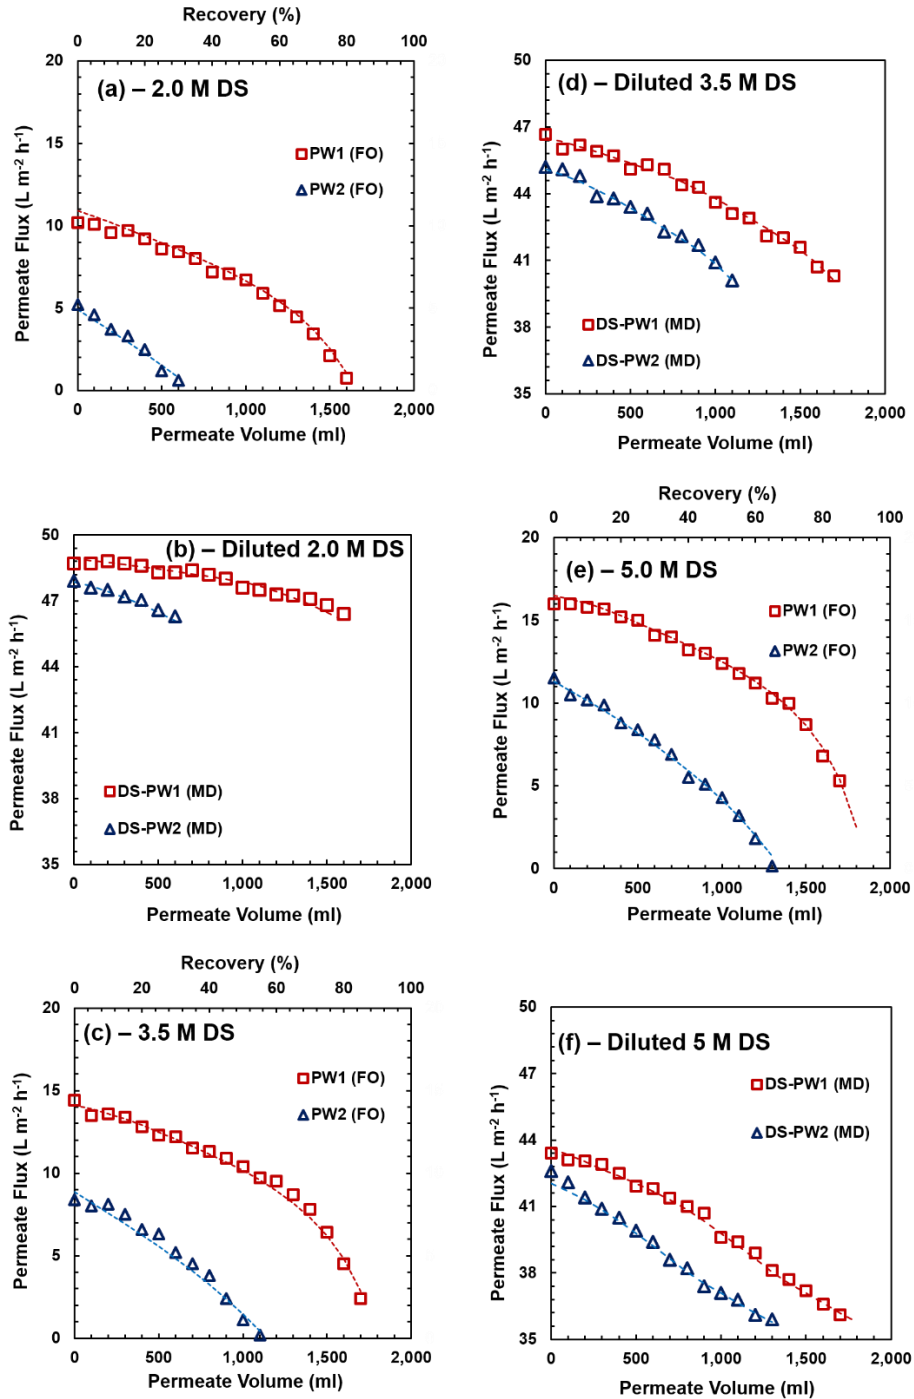 Recovery (%)
0 20 40 60 80 100
(a) – 2.0 M DS
PW1 (FO)
PW2 (FO)
Permeate Flux (L m⁻² h⁻¹)
20
15
10
5
0
0 500 1,000 1,500 2,000
Permeate Volume (ml)
(d) – Diluted 3.5 M DS
DS-PW1 (MD)
DS-PW2 (MD)
Permeate Flux (L m⁻² h⁻¹)
50
47
44
41
38
35
0 500 1,000 1,500 2,000
Permeate Volume (ml)
(b) – Diluted 2.0 M DS
DS-PW1 (MD)
DS-PW2 (MD)
Permeate Flux (L m⁻² h⁻¹)
50
47
44
41
38
35
0 500 1,000 1,500 2,000
Permeate Volume (ml)
Recovery (%)
0 20 40 60 80 100
(e) – 5.0 M DS
PW1 (FO)
PW2 (FO)
Permeate Flux (L m⁻² h⁻¹)
20
15
10
5
0
0 500 1,000 1,500 2,000
Permeate Volume (ml)
Recovery (%)
0 20 40 60 80 100
(c) – 3.5 M DS
PW1 (FO)
PW2 (FO)
Permeate Flux (L m⁻² h⁻¹)
20
15
10
5
0
0 500 1,000 1,500 2,000
Permeate Volume (ml)
(f) – Diluted 5 M DS
DS-PW1 (MD)
DS-PW2 (MD)
Permeate Flux (L m⁻² h⁻¹)
50
47
44
41
38
35
0 500 1,000 1,500 2,000
Permeate Volume (ml)